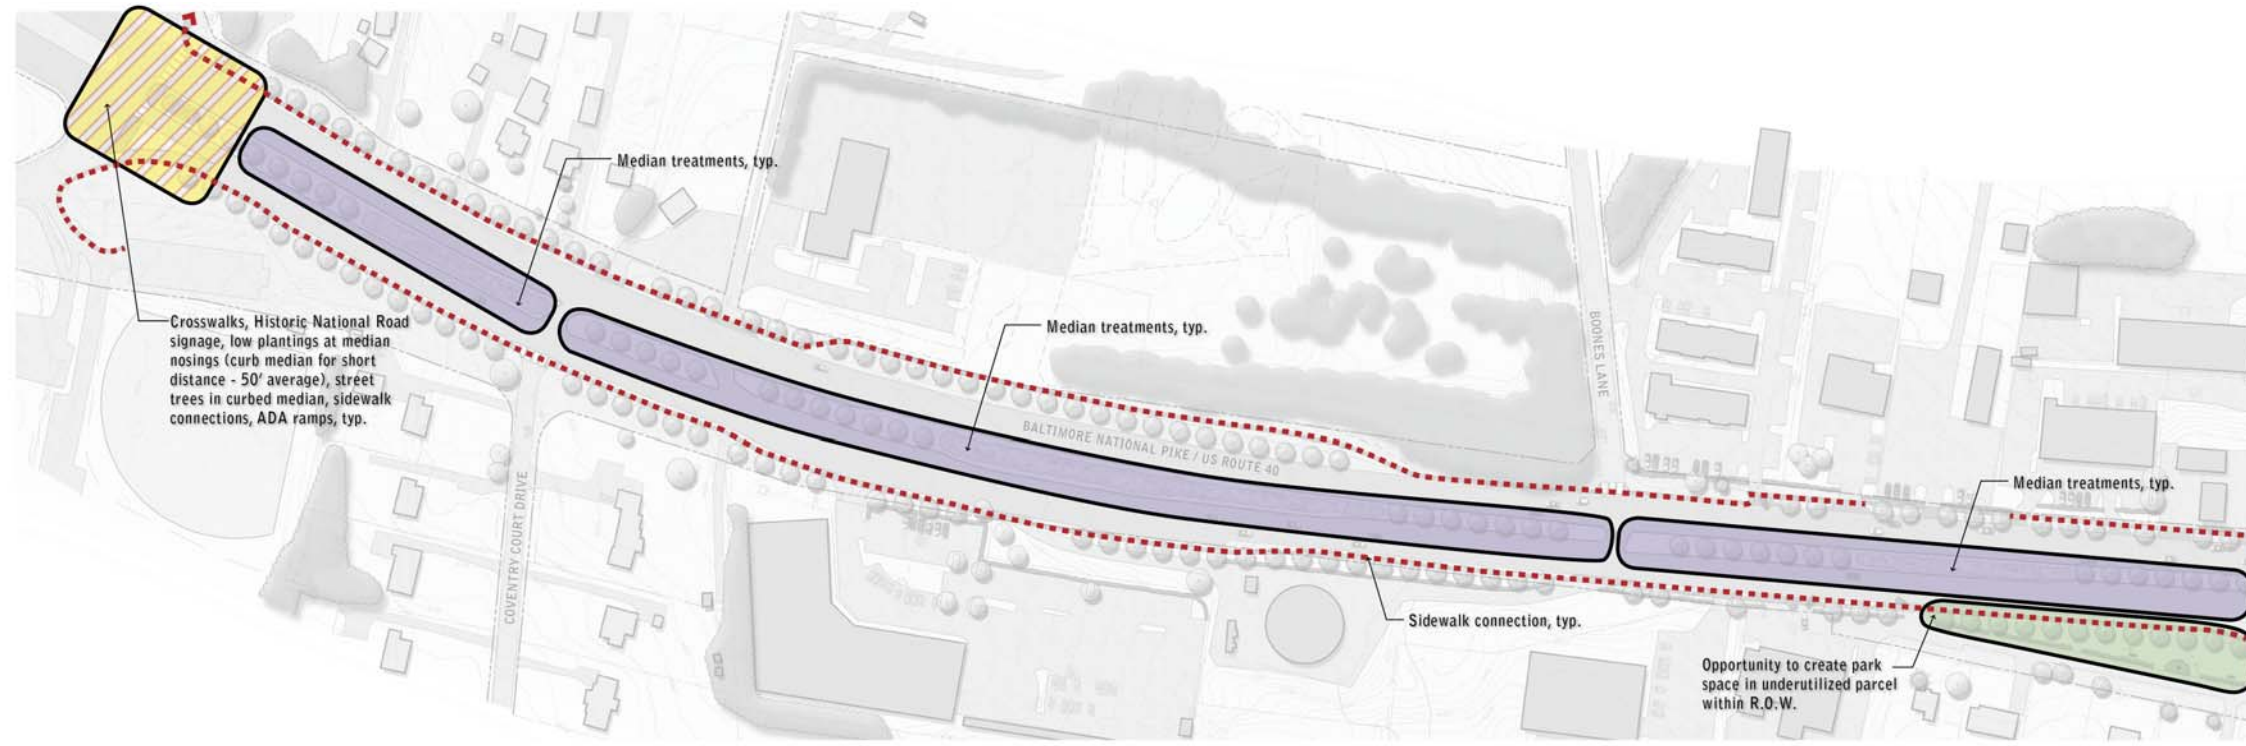 Median treatments, typ.
Crosswalks, Historic National Road
signage, low plantings at median
nosings (curb median for short
distance - 50' average), street
trees in curbed median, sidewalk
connections, ADA ramps, typ.
Median treatments, typ.
BOONES LANE
BALTIMORE NATIONAL PIKE / US ROUTE 40
COVENTRY COURT DRIVE
Median treatments, typ.
Sidewalk connection, typ.
Opportunity to create park
space in underutilized parcel
within R.O.W.